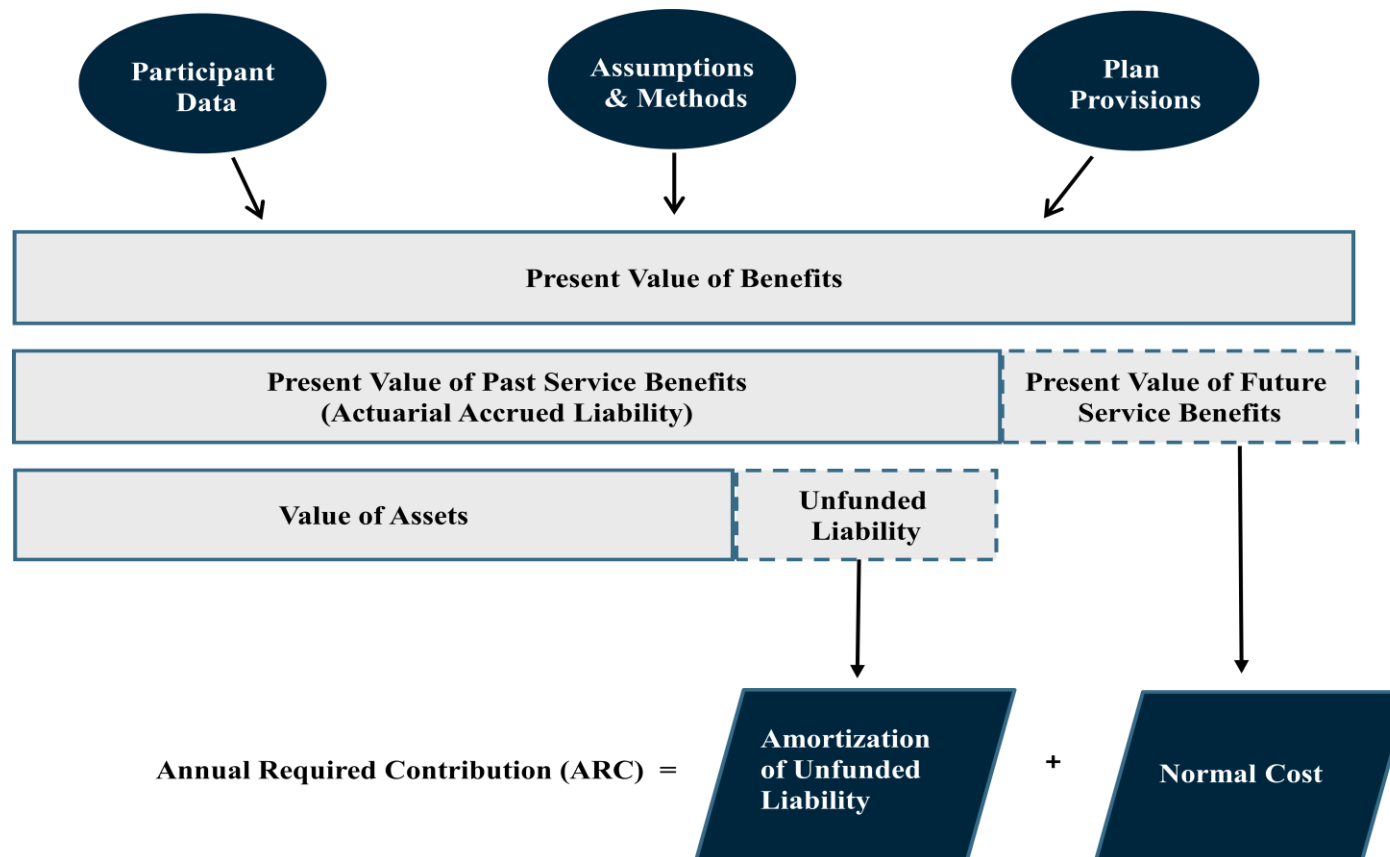 Participant
Data
Assumptions
& Methods
Plan
Provisions
Present Value of Benefits
Present Value of Past Service Benefits
(Actuarial Accrued Liability)
Present Value of Future
Service Benefits
Value of Assets
Unfunded
Liability
Annual Required Contribution (ARC) =
Amortization
of Unfunded
Liability
+
Normal Cost